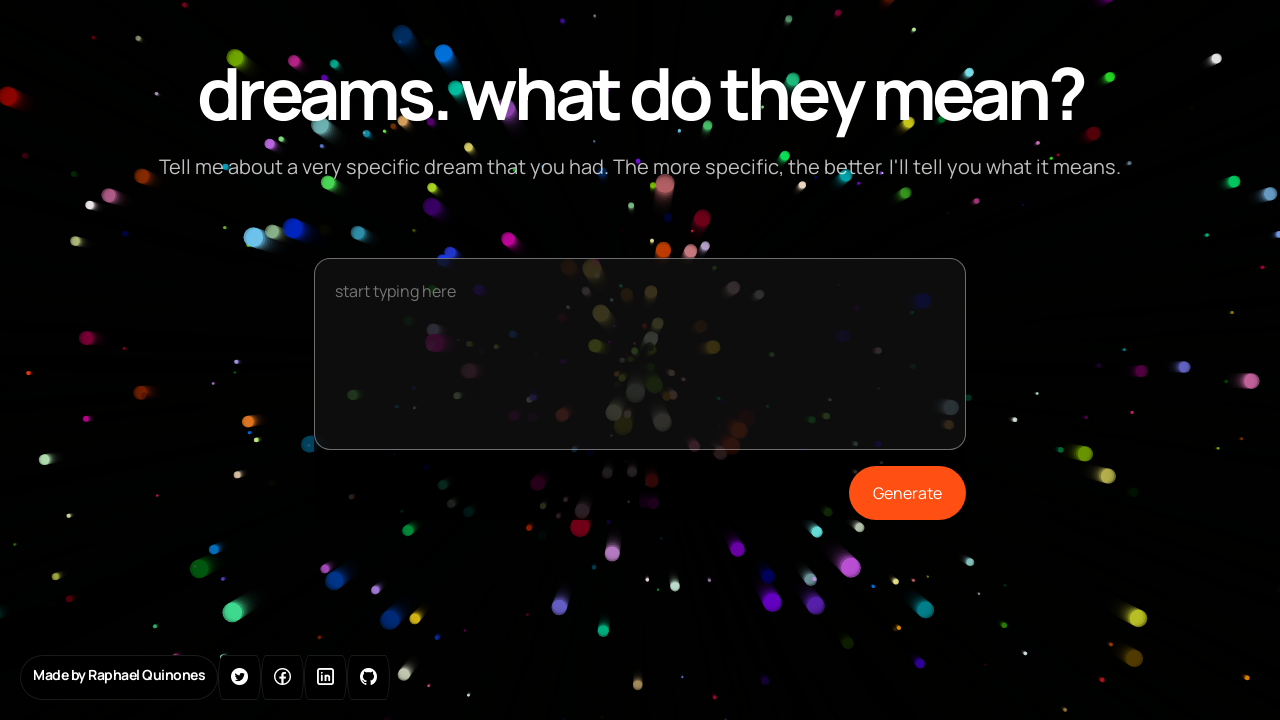 dreams. what do they mean?
Tell me about a very specific dream that you had. The more specific, the better. I'll tell you what it means.
start typing here
Generate
Made by Raphael Quinones